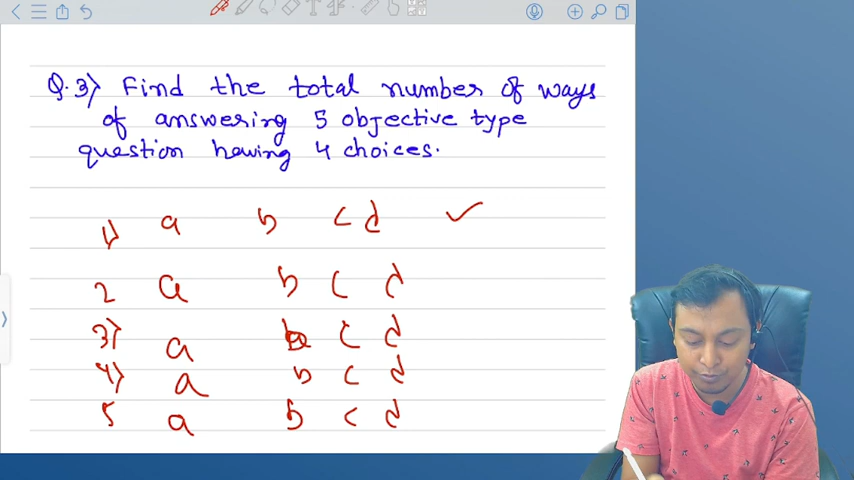 Q.3) Find the total number of ways
of answering 5 objective type
question having 4 choices.
1) a b c d
2 a b c d
3) a b c d
4) a b c d
5 a b c d